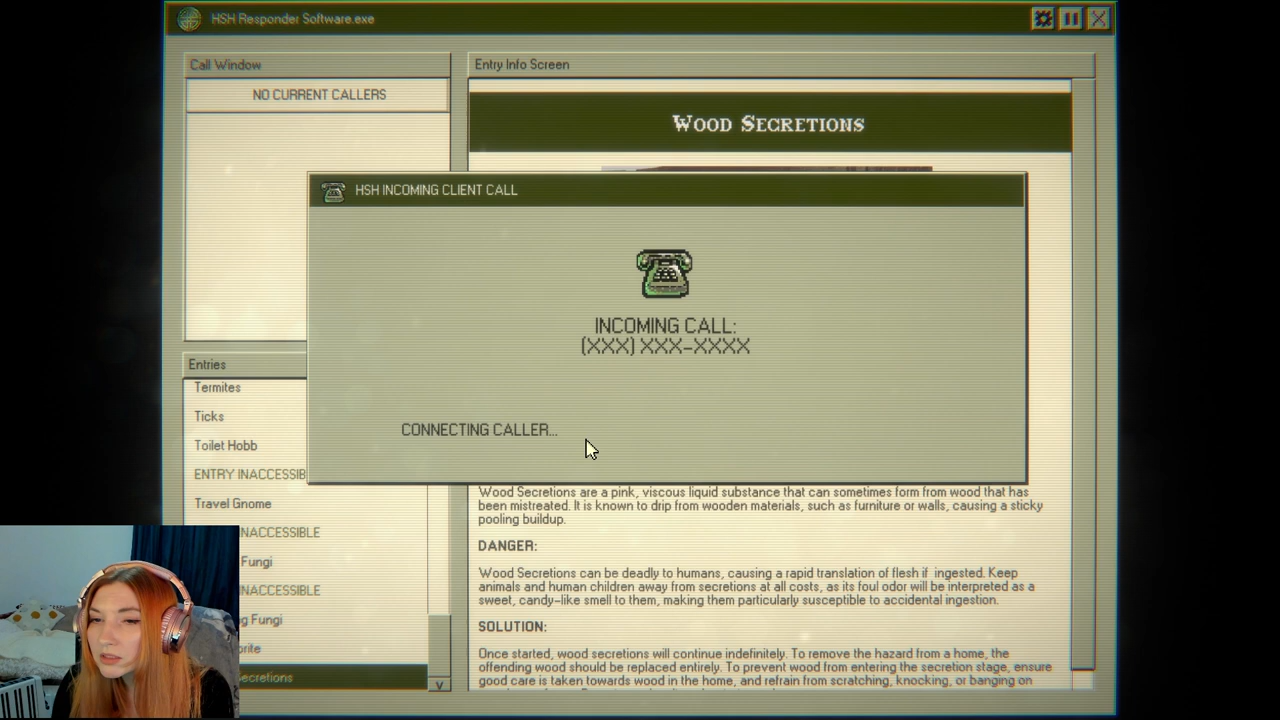 HSH Responder Software.exe
Call Window
NO CURRENT CALLERS
Entry Info Screen
WOOD SECRETIONS
HSH INCOMING CLIENT CALL
INCOMING CALL:
(XXX) XXX-XXXX
CONNECTING CALLER...
Entries
Termites
Ticks
Toilet Hobb
ENTRY INACCESSIB
Travel Gnome
NACCESSIBLE
Fungi
NACCESSIBLE
g Fungi
rite
ecretions
V
Wood Secretions are a pink, viscous liquid substance that can sometimes form from wood that has
been mistreated. It is known to drip from wooden materials, such as furniture or walls, causing a sticky
pooling buildup.
DANGER:
Wood Secretions can be deadly to humans, causing a rapid translation of flesh if ingested. Keep
animals and human children away from secretions at all costs, as its foul odor will be interpreted as a
sweet, candy-like smell to them, making them particularly susceptible to accidental ingestion.
SOLUTION:
Once started, wood secretions will continue indefinitely. To remove the hazard from a home, the
offending wood should be replaced entirely. To prevent wood from entering the secretion stage, ensure
good care is taken towards wood in the home, and refrain from scratching, knocking, or banging on